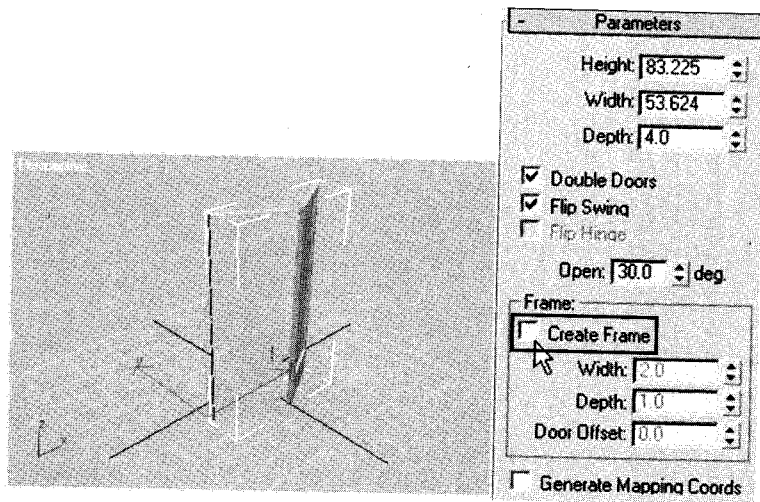 - Parameters
Height: 83.225
Width: 53.624
Depth: 4.0
Double Doors
Flip Swing
Flip Hinge
Open: 30.0 deg.
Frame:
Create Frame
Width: 2.0
Depth: 1.0
Door Offset: 0.0
Generate Mapping Coords
z
x